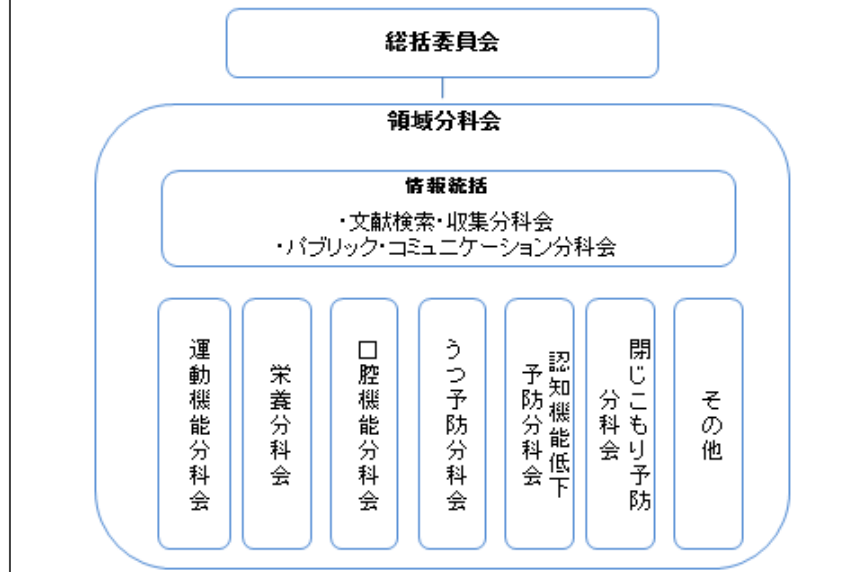 総括委員会
領域分科会
情報統括
・文献検索・収集分科会
・パブリック・コミュニケーション分科会
運動機能分科会
栄養分科会
口腔機能分科会
うつ予防分科会
認知機能低下
予防分科会
閉じこもり予防
分科会
その他